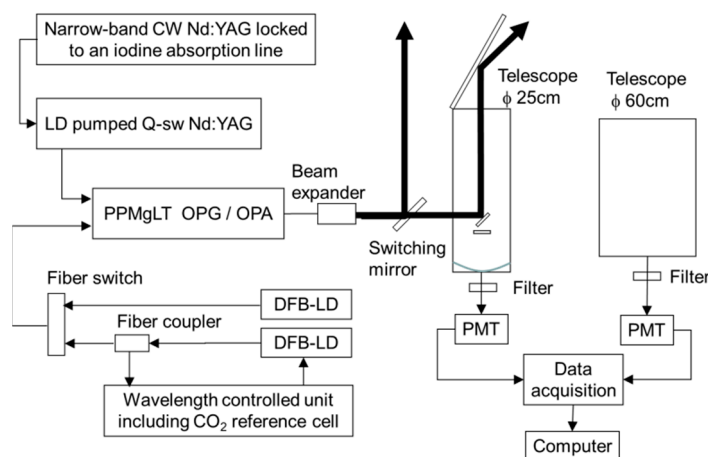 Narrow-band CW Nd:YAG locked
to an iodine absorption line
Telescope
ϕ 25cm
Telescope
ϕ 60cm
LD pumped Q-sw Nd:YAG
Beam
expander
PPMgLT OPG / OPA
Switching
mirror
Fiber switch
Filter
Filter
DFB-LD
Fiber coupler
PMT
PMT
DFB-LD
Data
acquisition
Wavelength controlled unit
including CO₂ reference cell
Computer